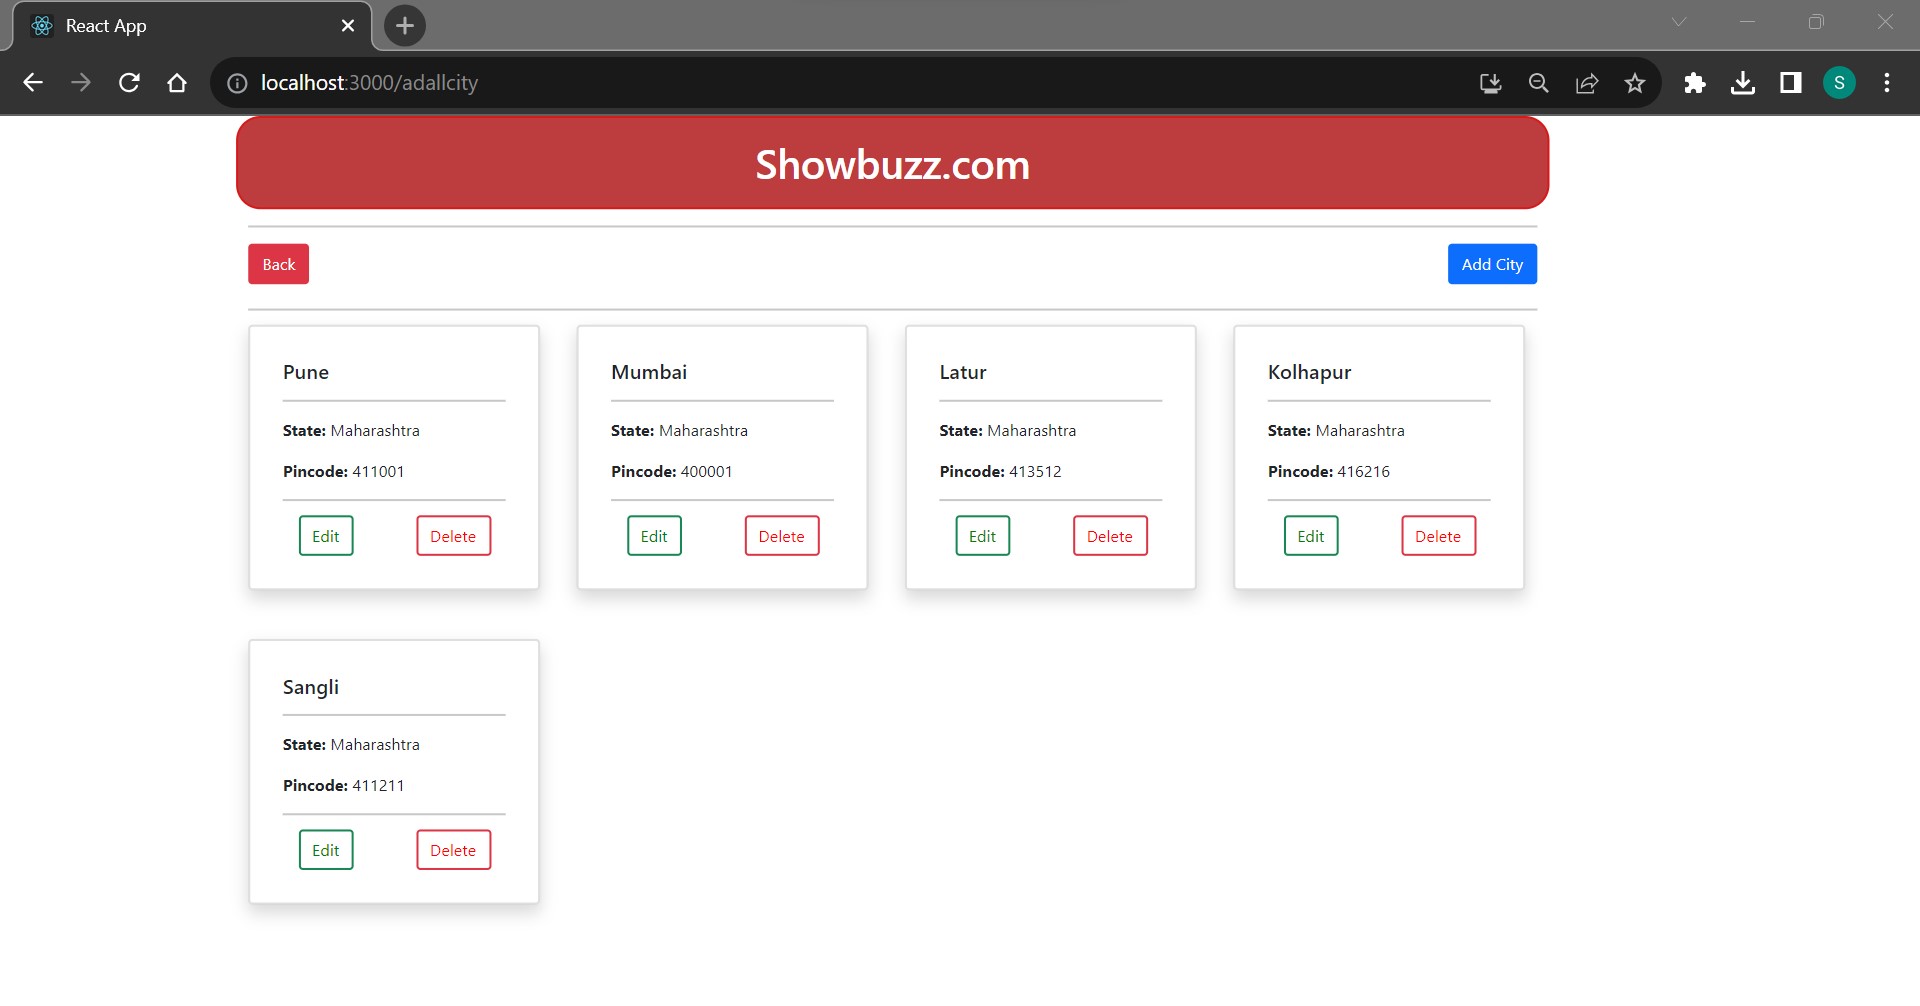 React App
localhost:3000/adallcity
S
Showbuzz.com
Back
Add City
Pune
State: Maharashtra
Pincode: 411001
Edit
Delete
Mumbai
State: Maharashtra
Pincode: 400001
Edit
Delete
Latur
State: Maharashtra
Pincode: 413512
Edit
Delete
Kolhapur
State: Maharashtra
Pincode: 416216
Edit
Delete
Sangli
State: Maharashtra
Pincode: 411211
Edit
Delete